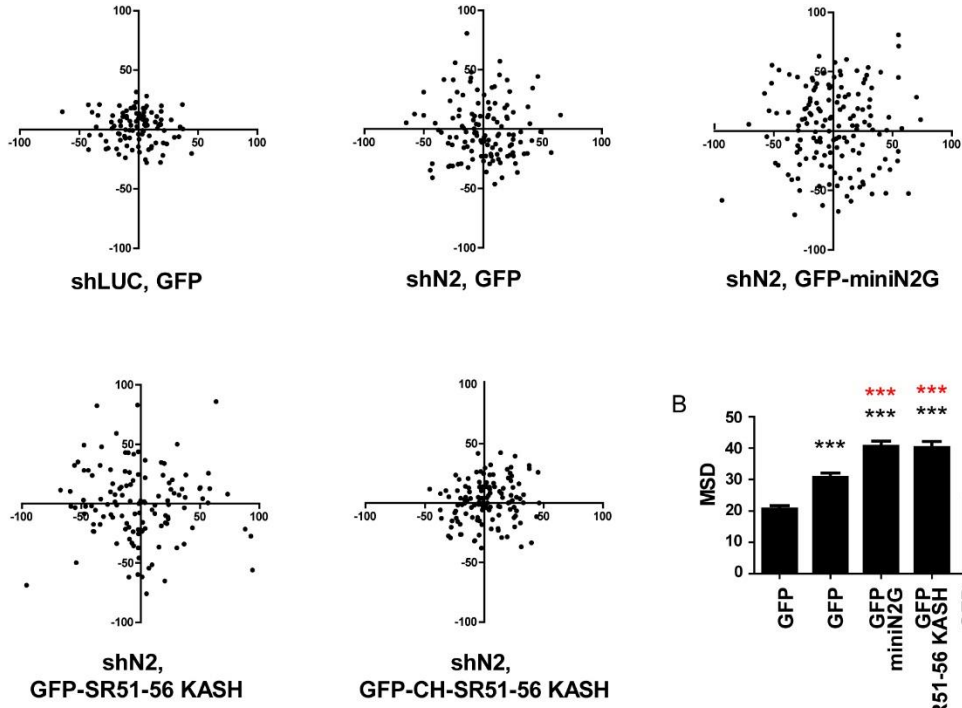 100
50
-100
-50
50
100
-50
-100
shLUC, GFP
100
50
-100
-50
50
100
-50
-100
shN2, GFP
100
50
-100
-50
50
100
-50
-100
shN2, GFP-miniN2G
100
50
-100
-50
50
100
-50
-100
shN2,
GFP-SR51-56 KASH
100
50
-100
-50
50
100
-50
-100
shN2,
GFP-CH-SR51-56 KASH
B
*** ***
*** *** ***
MSD
50
40
30
20
10
0
GFP
GFP
GFP
miniN2G
GFP
R51-56 KASH